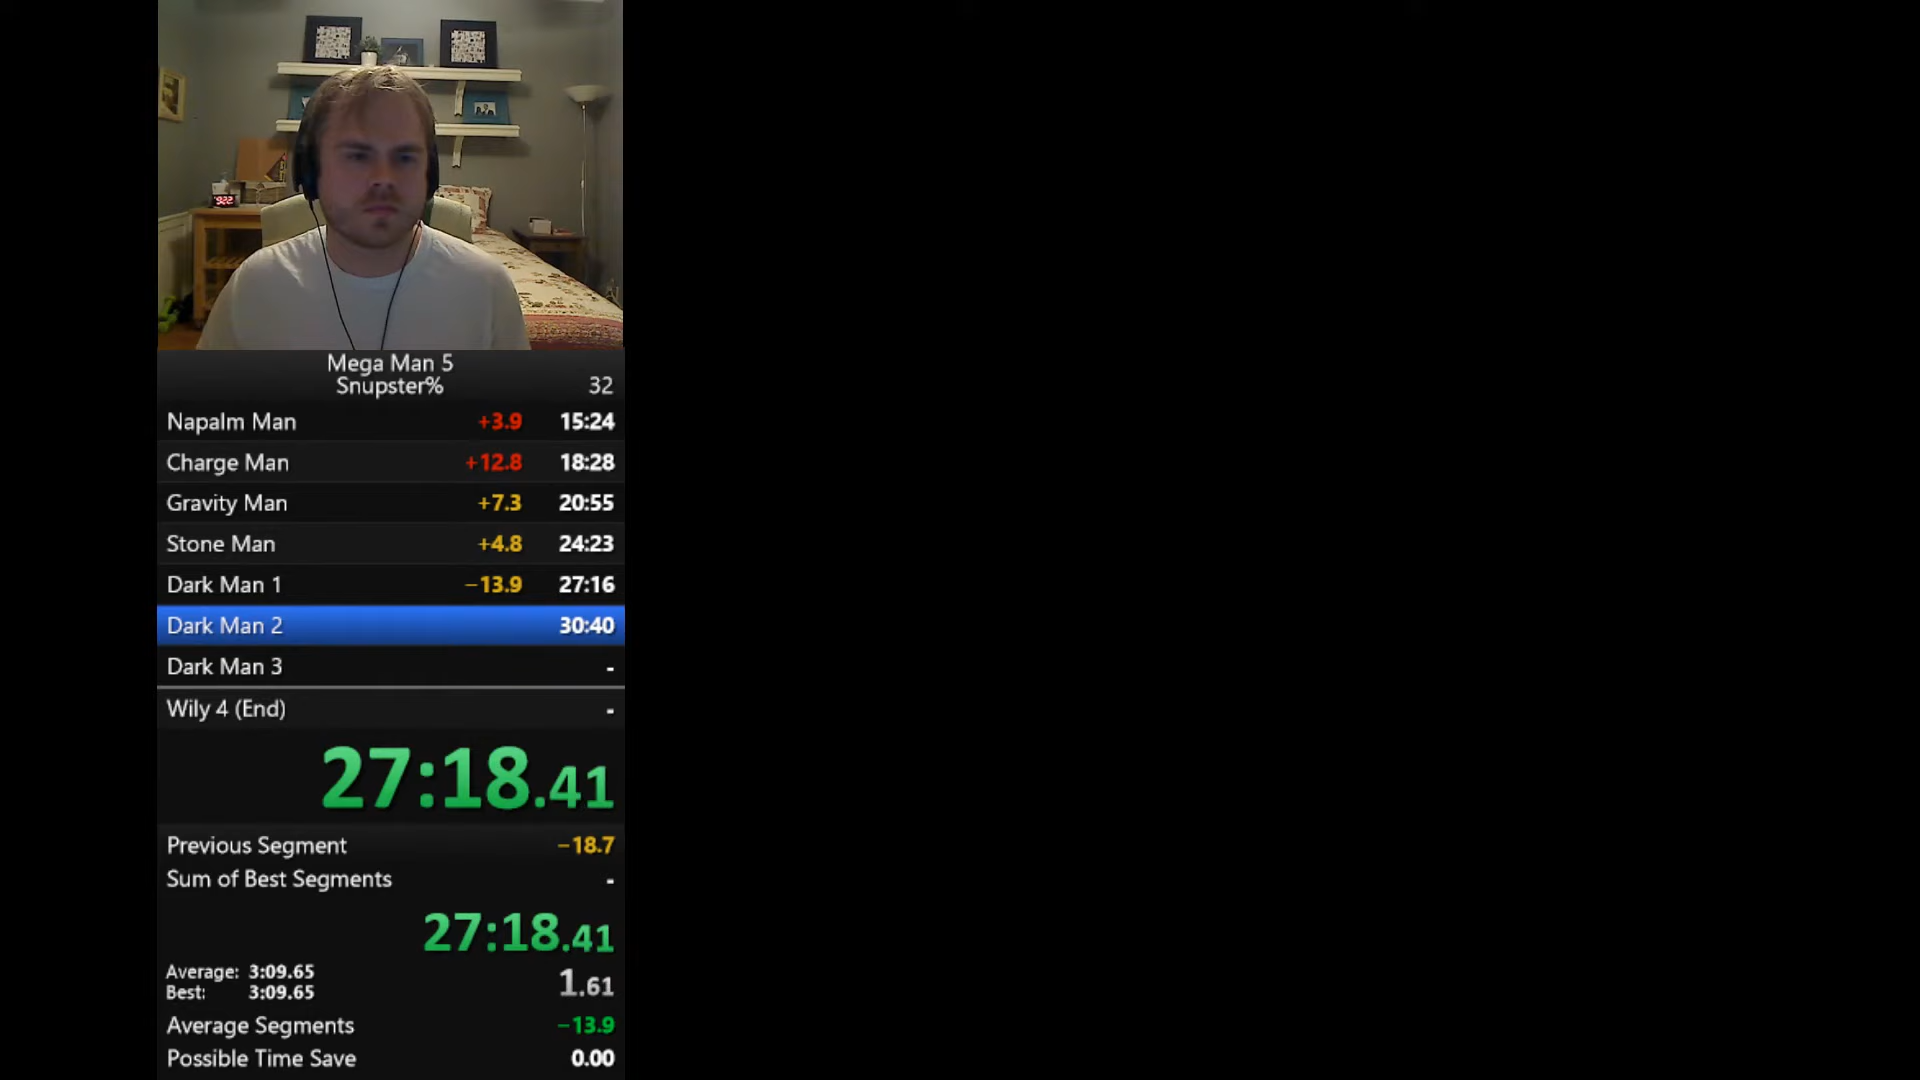 Mega Man 5
Snupster% 32
Napalm Man +3.9 15:24
Charge Man +12.8 18:28
Gravity Man +7.3 20:55
Stone Man +4.8 24:23
Dark Man 1 −13.9 27:16
Dark Man 2 30:40
Dark Man 3 -
Wily 4 (End) -
27:18.41
Previous Segment −18.7
Sum of Best Segments -
27:18.41
Average: 3:09.65
Best: 3:09.65
1.61
Average Segments −13.9
Possible Time Save 0.00